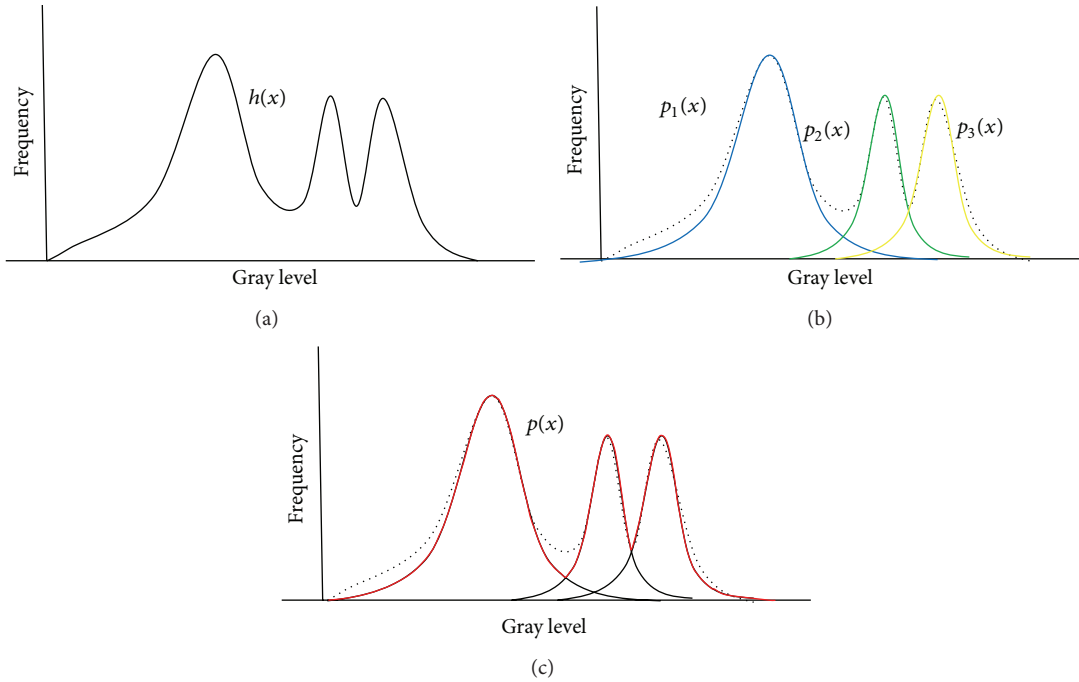 Frequency
h(x)
Gray level
(a)
Frequency
p₁(x)
p₂(x)
p₃(x)
Gray level
(b)
Frequency
p(x)
Gray level
(c)